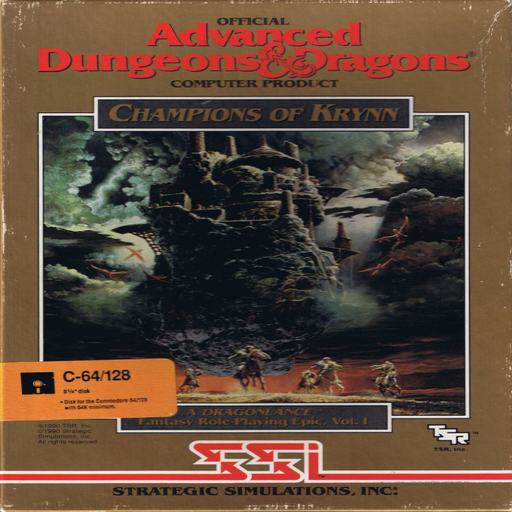 OFFICIAL
Advanced
Dungeons & Dragons®
COMPUTER PRODUCT
CHAMPIONS OF KRYNN
C-64/128
5¼" disk
• Disk for the Commodore 64/128
with 64K minimum.
A DRAGONLANCE
Fantasy Role-Playing Epic, Vol. I
©1990 TSR, Inc.
©1990 Strategic
Simulations, Inc.
All rights reserved
TSR™
TSR, Inc.
SSI™
STRATEGIC SIMULATIONS, INC.®